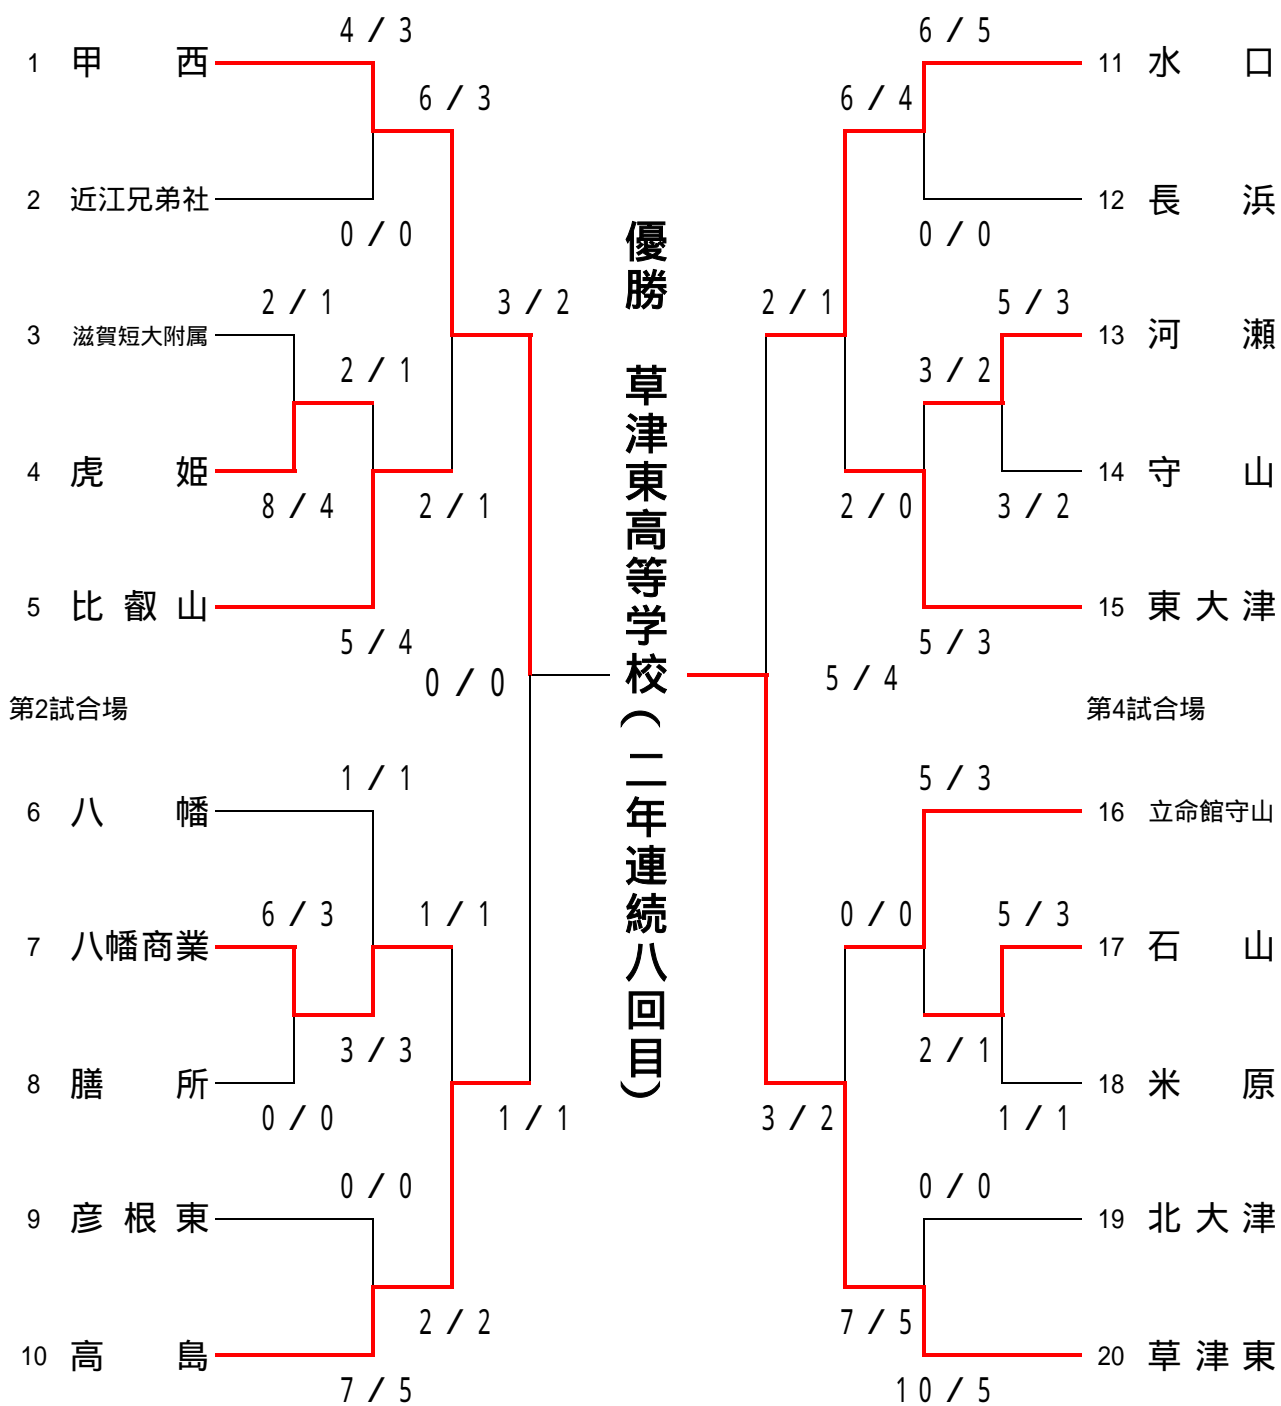 4 / 3
1 甲西
6 / 3
2 近江兄弟社
0 / 0
2 / 1
3 / 2
3 滋賀短大附属
2 / 1
4 虎姫
8 / 4
2 / 1
5 比叡山
5 / 4
0 / 0
第2試合場
1 / 1
6 八幡
6 / 3
1 / 1
7 八幡商業
3 / 3
8 膳所
0 / 0
1 / 1
0 / 0
9 彦根東
2 / 2
10 高島
7 / 5
優勝 草津東高等学校(二年連続八回目)
6 / 5
11 水口
6 / 4
12 長浜
0 / 0
2 / 1
5 / 3
13 河瀬
3 / 2
14 守山
2 / 0
3 / 2
15 東大津
5 / 3
5 / 4
第4試合場
5 / 3
16 立命館守山
0 / 0
5 / 3
17 石山
2 / 1
18 米原
3 / 2
1 / 1
0 / 0
19 北大津
7 / 5
20 草津東
10 / 5